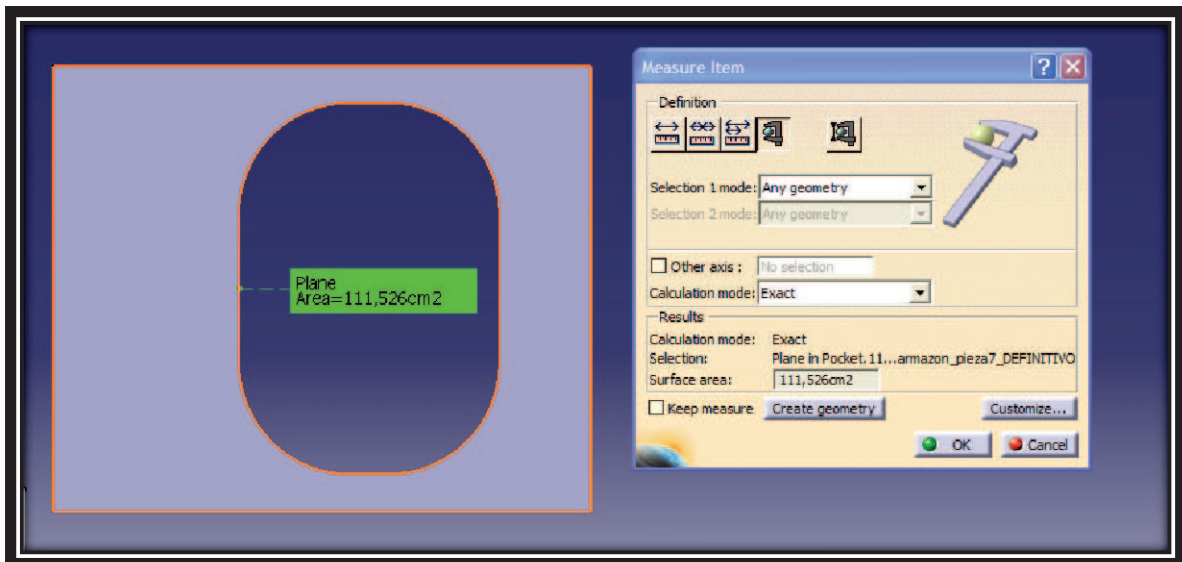 Measure Item
Definition
Selection 1 mode: Any geometry
Selection 2 mode: Any geometry
Other axis : No selection
Calculation mode: Exact
Results
Calculation mode: Exact
Selection: Plane in Pocket.11...armazon_pieza7_DEFINITIVO
Surface area: 111,526cm2
Keep measure Create geometry Customize...
OK Cancel
Plane
Area=111,526cm2